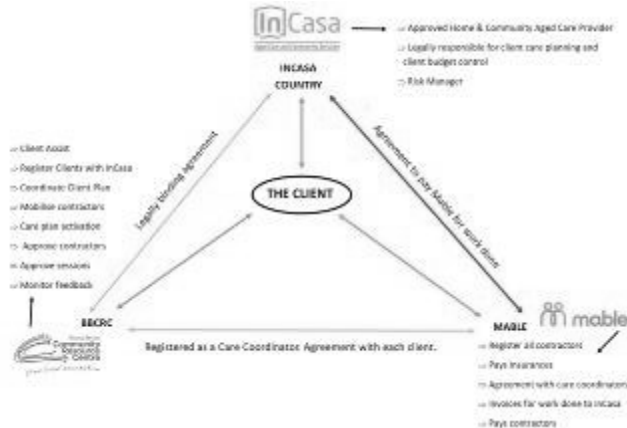 InCasa
⇨ Approved Home & Community Aged Care Provider
⇨ Legally responsible for client care planning and
client budget control
⇨ Risk Manager
INCASA
COUNTRY
Legally binding agreement
Agreement to pay Mable for work done
THE CLIENT
⇨ Client Assist
⇨ Register Clients with InCasa
⇨ Coordinate Client Plan
⇨ Mobilise contractors
⇨ Care plan activation
⇨ Approve contractors
⇨ Approve sessions
⇨ Monitor feedback
BBCRC
Community
Resource
Centre
Registered as a Care Coordinator Agreement with each client.
MABLE
mable
⇨ Register all contractors
⇨ Pays Insurances
⇨ Agreement with care coordinators
⇨ Invoices for work done to InCasa
⇨ Pays contractors